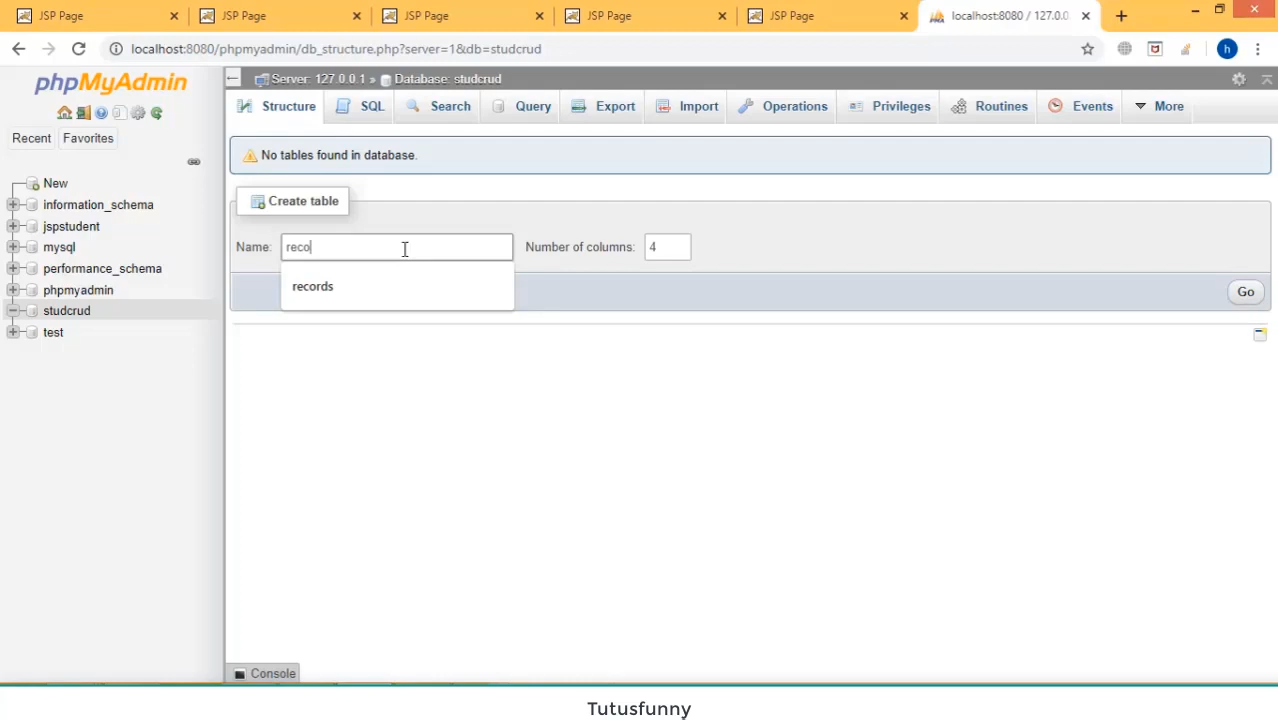 JSP Page
JSP Page
JSP Page
JSP Page
JSP Page
localhost:8080 / 127.0.0
localhost:8080/phpmyadmin/db_structure.php?server=1&db=studcrud
h
phpMyAdmin
Server: 127.0.0.1 » Database: studcrud
Structure SQL Search Query Export Import Operations Privileges Routines Events More
Recent Favorites
No tables found in database.
New
information_schema
jspstudent
mysql
performance_schema
phpmyadmin
studcrud
test
Create table
Name: reco Number of columns: 4
records
Go
Console
Tutusfunny